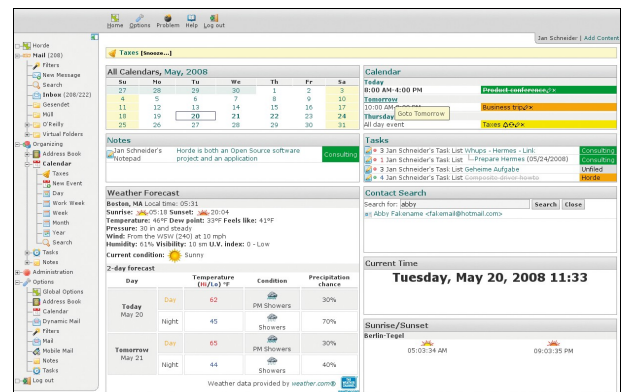 Home Options Problem Help Log out
Jan Schneider | Add Content
Horde
Mail (208)
Filters
New Message
Search
Inbox (208/222)
Gesendet
Müll
O'Reilly
Virtual Folders
Organizing
Address Book
Calendar
Taxes
New Event
Day
Work Week
Week
Month
Year
Search
Tasks
Notes
Administration
Options
Global Options
Address Book
Calendar
Dynamic Mail
Filters
Mail
Mobile Mail
Notes
Tasks
Log out
Taxes [Snooze...]
All Calendars, May, 2008
Su Mo Tu We Th Fr Sa
27 28 29 30 1 2 3
4 5 6 7 8 9 10
11 12 13 14 15 16 17
18 19 20 21 22 23 24
25 26 27 28 29 30 31
Notes
Jan Schneider's Notepad
Horde is both an Open Source software
project and an application
Consulting
Weather Forecast
Boston, MA Local time: 05:31
Sunrise: 05:18 Sunset: 20:04
Temperature: 46°F Dew point: 33°F Feels like: 41°F
Pressure: 30 in and steady
Wind: From the WSW (240) at 10 mph
Humidity: 61% Visibility: 10 sm U.V. index: 0 - Low
Current condition: Sunny
2-day forecast
Day Temperature (Hi/Lo) °F Condition Precipitation chance
Today May 20
Day 62 PM Showers 30%
Night 45 Showers 70%
Tomorrow May 21
Day 65 PM Showers 30%
Night 44 Showers 40%
Weather data provided by weather.com®
Calendar
Today
8:00 AM-4:00 PM Product conference
Tomorrow
10:00 AM Business trip
Goto Tomorrow
Thursday
All day event Taxes
Tasks
3 Jan Schneider's Task List Whups - Hermes - Link. Consulting
1 Jan Schneider's Task List Prepare Hermes (05/24/2008) Consulting
3 Jan Schneider's Task List Geheime Aufgabe Unfiled
4 Jan Schneider's Task List Composite driver howto Horde
Contact Search
Search for: abby Search Close
Abby Fakename <fakemail@hotmail.com>
Current Time
Tuesday, May 20, 2008 11:33
Sunrise/Sunset
Berlin-Tegel
05:03:34 AM 09:03:35 PM